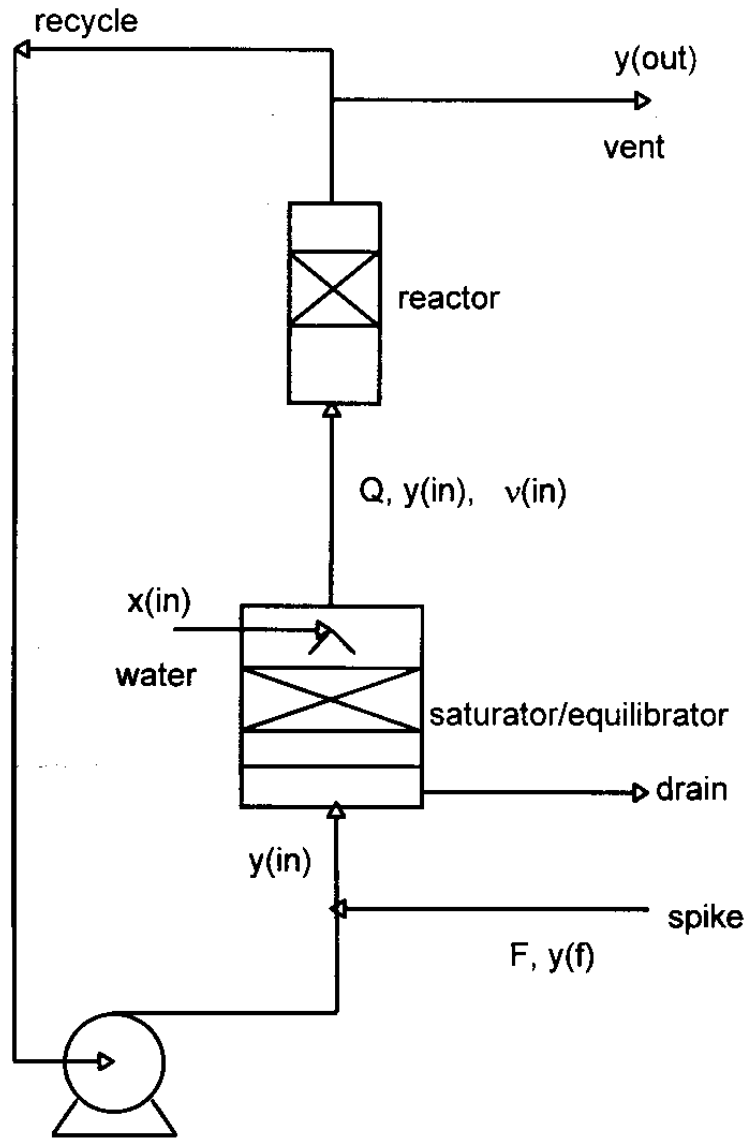 recycle
y(out)
vent
reactor
Q, y(in), ν(in)
x(in)
water
saturator/equilibrator
drain
y(in)
spike
F, y(f)